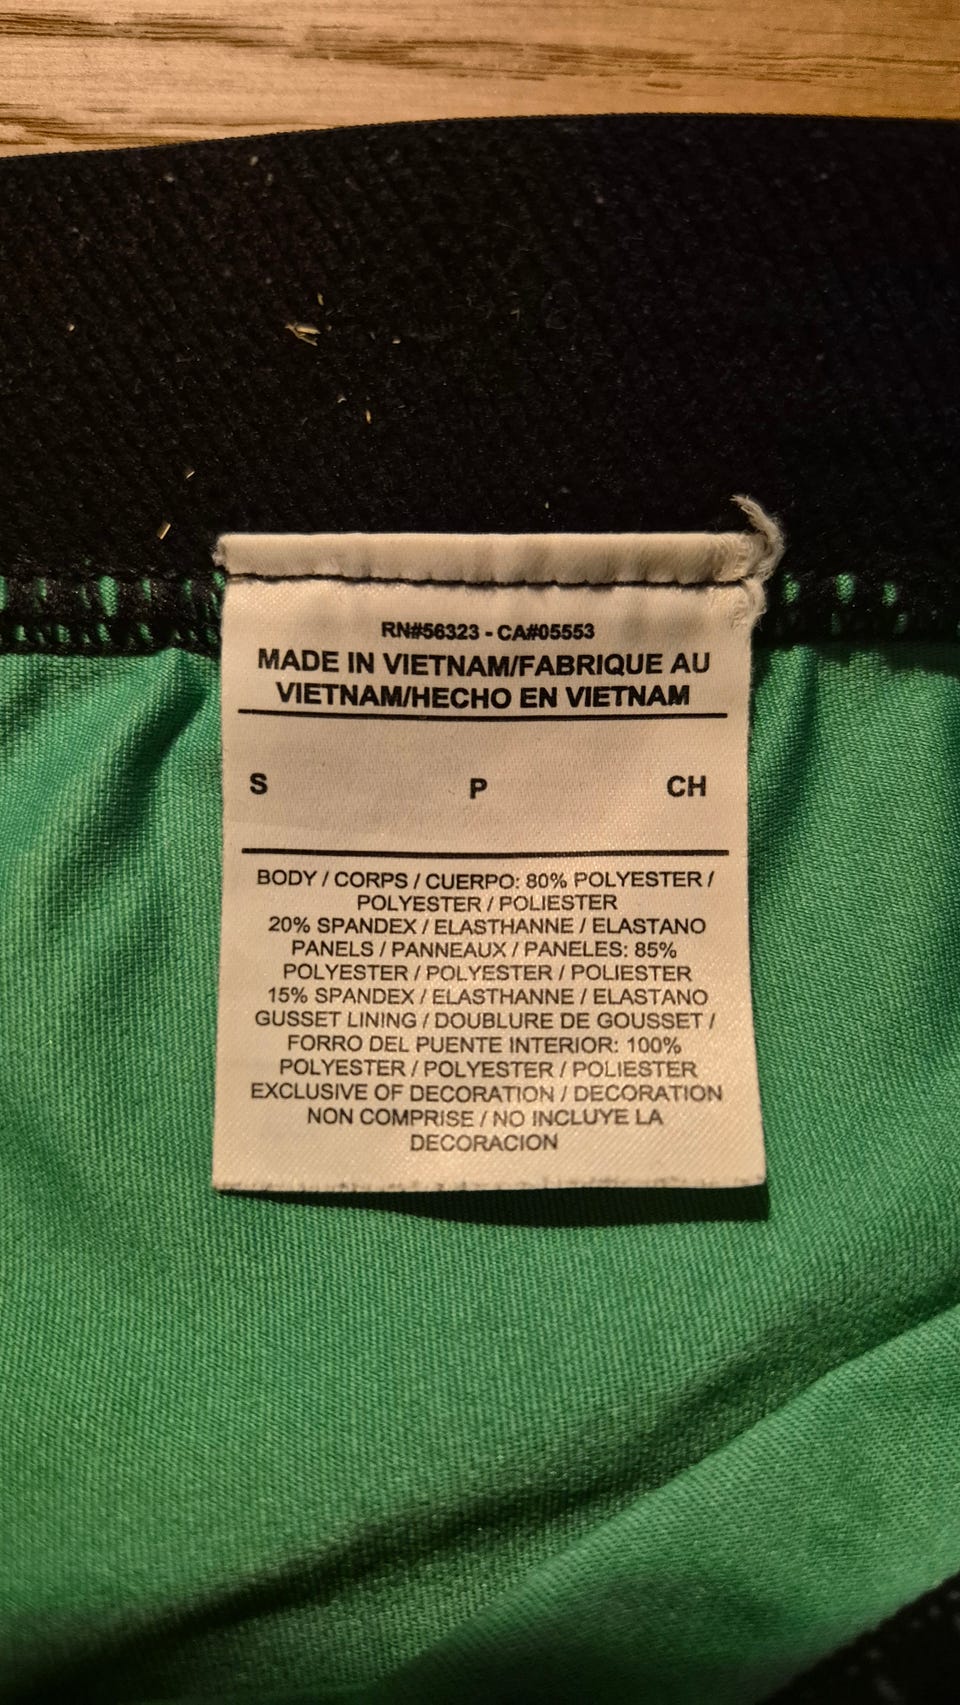 RN#56323 - CA#05553
MADE IN VIETNAM/FABRIQUE AU
VIETNAM/HECHO EN VIETNAM
S P CH
BODY / CORPS / CUERPO: 80% POLYESTER /
POLYESTER / POLIESTER
20% SPANDEX / ELASTHANNE / ELASTANO
PANELS / PANNEAUX / PANELES: 85%
POLYESTER / POLYESTER / POLIESTER
15% SPANDEX / ELASTHANNE / ELASTANO
GUSSET LINING / DOUBLURE DE GOUSSET /
FORRO DEL PUENTE INTERIOR: 100%
POLYESTER / POLYESTER / POLIESTER
EXCLUSIVE OF DECORATION / DECORATION
NON COMPRISE / NO INCLUYE LA
DECORACION